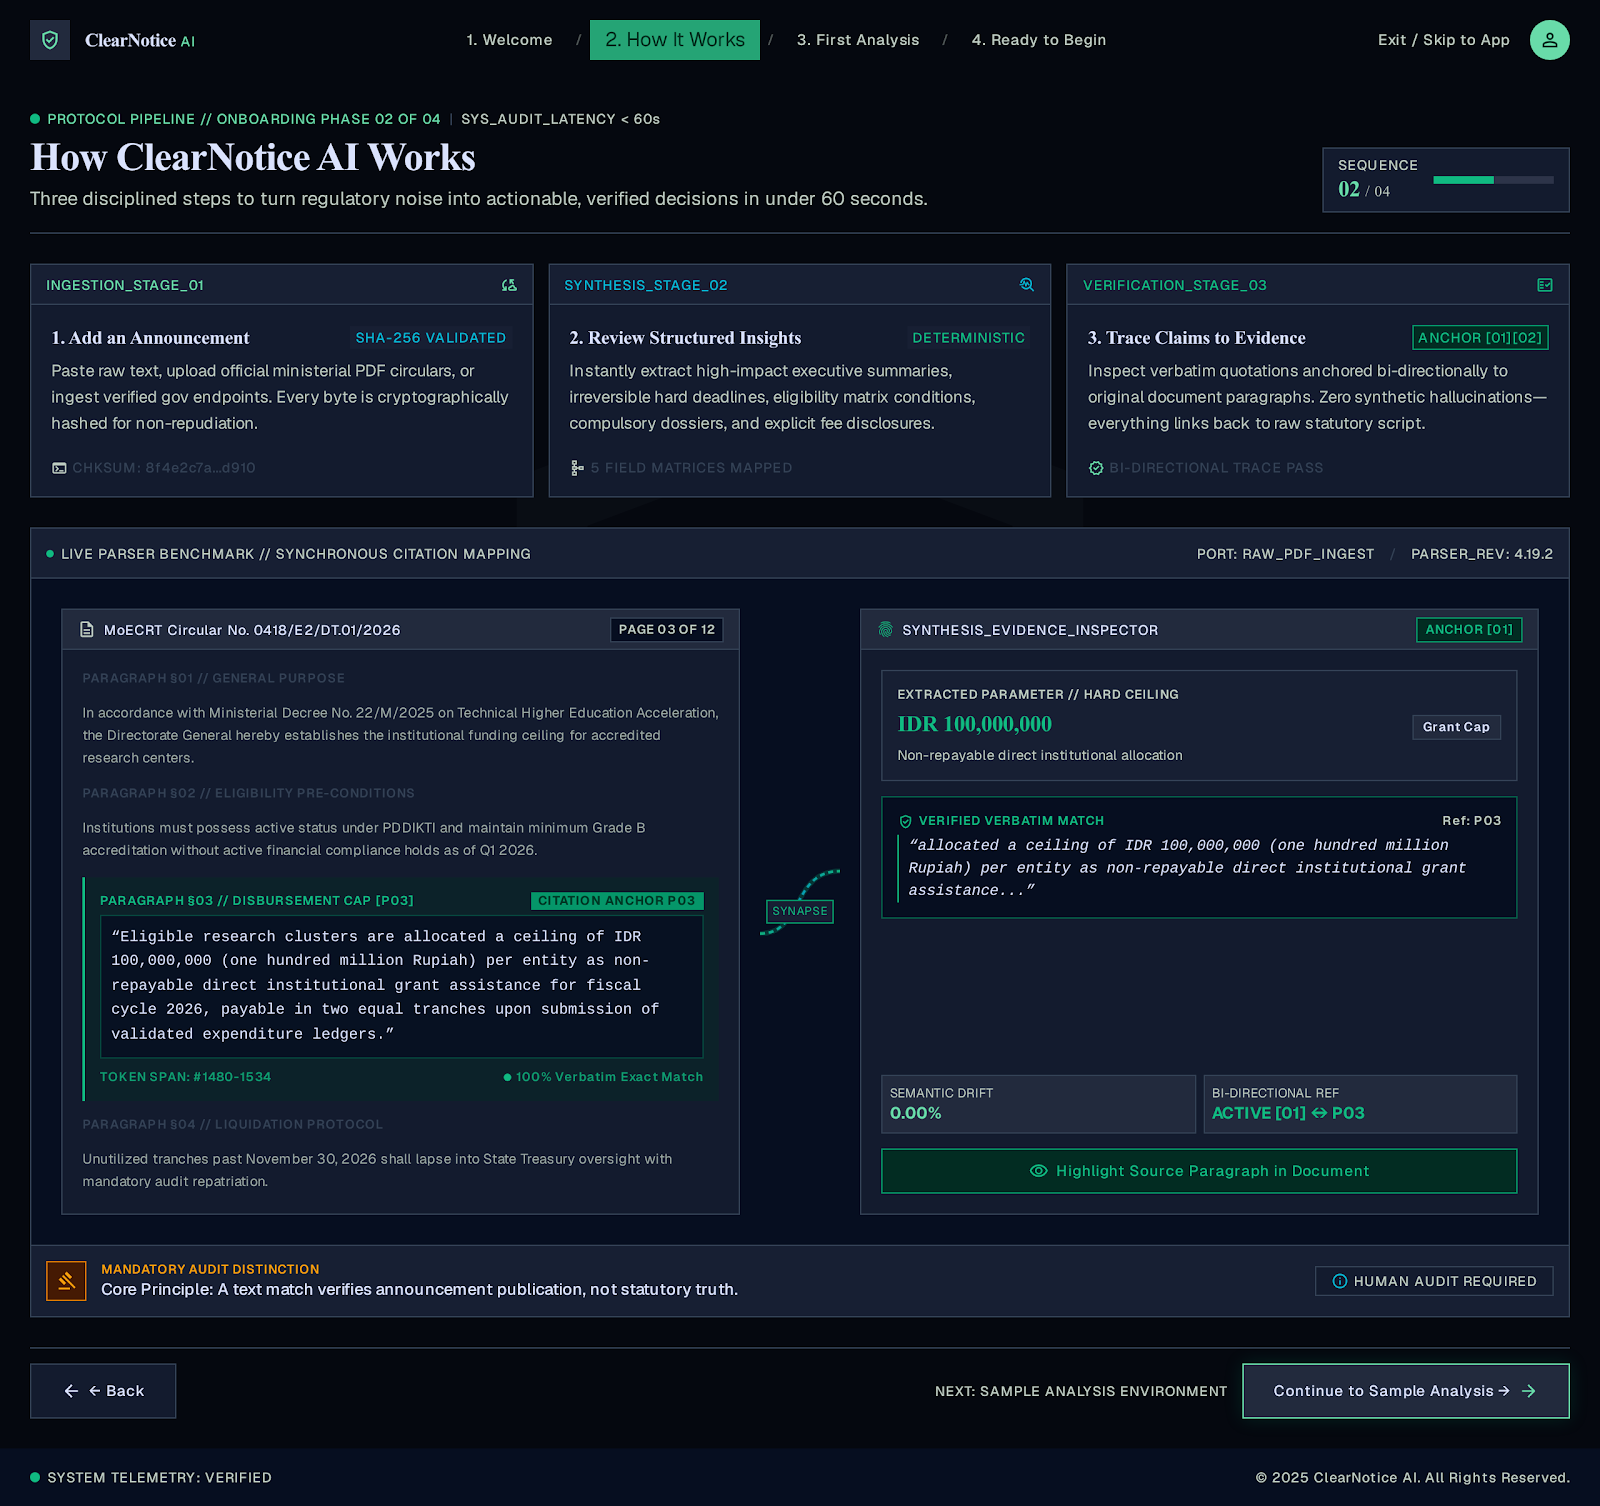 ClearNotice AI
1. Welcome / 2. How It Works / 3. First Analysis / 4. Ready to Begin
Exit / Skip to App
PROTOCOL PIPELINE // ONBOARDING PHASE 02 OF 04 | SYS_AUDIT_LATENCY < 60s
How ClearNotice AI Works
Three disciplined steps to turn regulatory noise into actionable, verified decisions in under 60 seconds.
SEQUENCE
02 / 04
INGESTION_STAGE_01
1. Add an Announcement
SHA-256 VALIDATED
Paste raw text, upload official ministerial PDF circulars, or
ingest verified gov endpoints. Every byte is cryptographically
hashed for non-repudiation.
CHKSUM: 8f4e2c7a...d910
SYNTHESIS_STAGE_02
2. Review Structured Insights
DETERMINISTIC
Instantly extract high-impact executive summaries,
irreversible hard deadlines, eligibility matrix conditions,
compulsory dossiers, and explicit fee disclosures.
5 FIELD MATRICES MAPPED
VERIFICATION_STAGE_03
3. Trace Claims to Evidence
ANCHOR [01][02]
Inspect verbatim quotations anchored bi-directionally to
original document paragraphs. Zero synthetic hallucinations—
everything links back to raw statutory script.
BI-DIRECTIONAL TRACE PASS
LIVE PARSER BENCHMARK // SYNCHRONOUS CITATION MAPPING
PORT: RAW_PDF_INGEST / PARSER_REV: 4.19.2
MoECRT Circular No. 0418/E2/DT.01/2026
PAGE 03 OF 12
PARAGRAPH §01 // GENERAL PURPOSE
In accordance with Ministerial Decree No. 22/M/2025 on Technical Higher Education Acceleration,
the Directorate General hereby establishes the institutional funding ceiling for accredited
research centers.
PARAGRAPH §02 // ELIGIBILITY PRE-CONDITIONS
Institutions must possess active status under PDDIKTI and maintain minimum Grade B
accreditation without active financial compliance holds as of Q1 2026.
PARAGRAPH §03 // DISBURSEMENT CAP [P03]
CITATION ANCHOR P03
“Eligible research clusters are allocated a ceiling of IDR
100,000,000 (one hundred million Rupiah) per entity as non-
repayable direct institutional grant assistance for fiscal
cycle 2026, payable in two equal tranches upon submission of
validated expenditure ledgers.”
TOKEN SPAN: #1480-1534
100% Verbatim Exact Match
PARAGRAPH §04 // LIQUIDATION PROTOCOL
Unutilized tranches past November 30, 2026 shall lapse into State Treasury oversight with
mandatory audit repatriation.
SYNAPSE
SYNTHESIS_EVIDENCE_INSPECTOR
ANCHOR [01]
EXTRACTED PARAMETER // HARD CEILING
IDR 100,000,000
Grant Cap
Non-repayable direct institutional allocation
VERIFIED VERBATIM MATCH
Ref: P03
“allocated a ceiling of IDR 100,000,000 (one hundred million
Rupiah) per entity as non-repayable direct institutional grant
assistance...”
SEMANTIC DRIFT
0.00%
BI-DIRECTIONAL REF
ACTIVE [01] ↔ P03
Highlight Source Paragraph in Document
MANDATORY AUDIT DISTINCTION
Core Principle: A text match verifies announcement publication, not statutory truth.
HUMAN AUDIT REQUIRED
← ← Back
NEXT: SAMPLE ANALYSIS ENVIRONMENT
Continue to Sample Analysis → →
SYSTEM TELEMETRY: VERIFIED
© 2025 ClearNotice AI. All Rights Reserved.